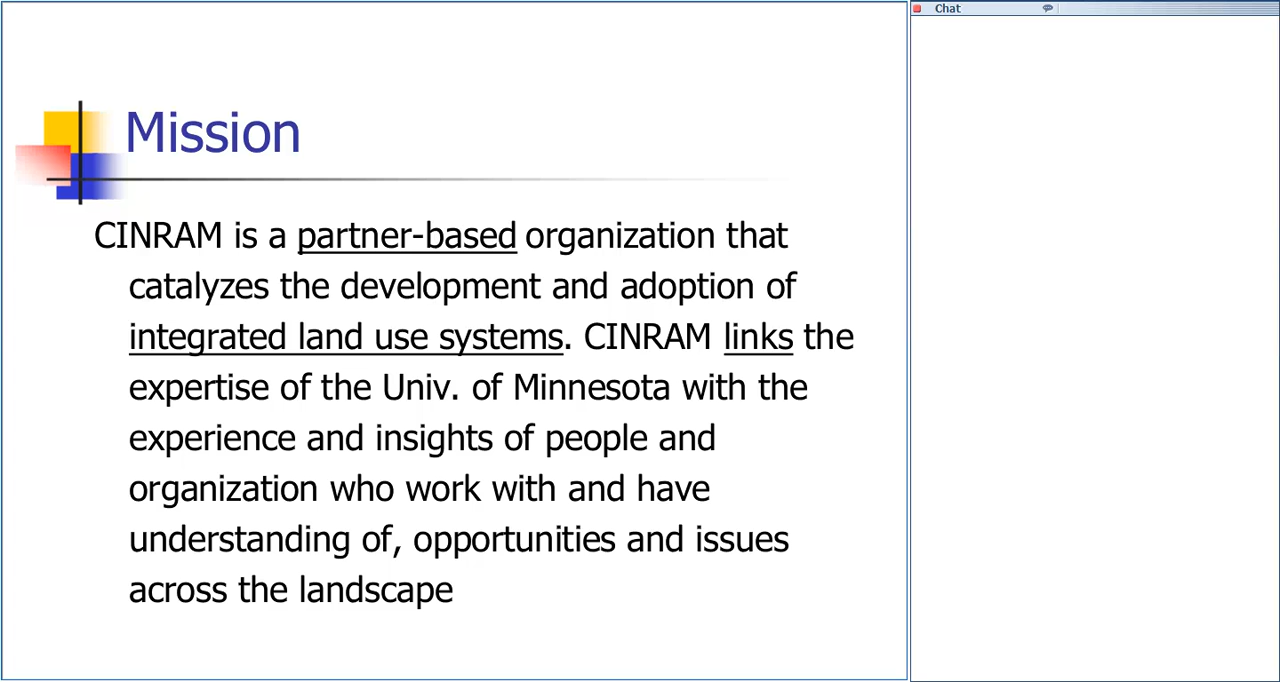 Chat
Mission
CINRAM is a partner-based organization that
catalyzes the development and adoption of
integrated land use systems. CINRAM links the
expertise of the Univ. of Minnesota with the
experience and insights of people and
organization who work with and have
understanding of, opportunities and issues
across the landscape